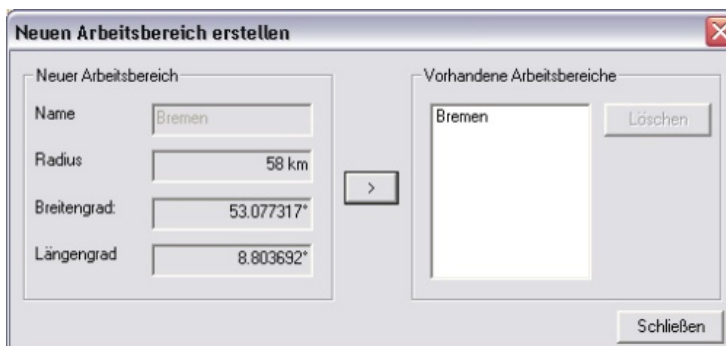 Neuen Arbeitsbereich erstellen
Neuer Arbeitsbereich
Name
Bremen
Radius
58 km
Breitengrad:
53.077317°
Längengrad
8.803692°
>
Vorhandene Arbeitsbereiche
Bremen
Löschen
Schließen